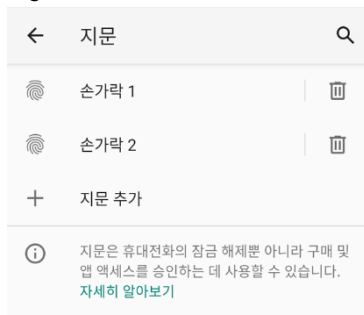 지문
손가락 1
손가락 2
지문 추가
지문은 휴대전화의 잠금 해제뿐 아니라 구매 및
앱 액세스를 승인하는 데 사용할 수 있습니다.
자세히 알아보기